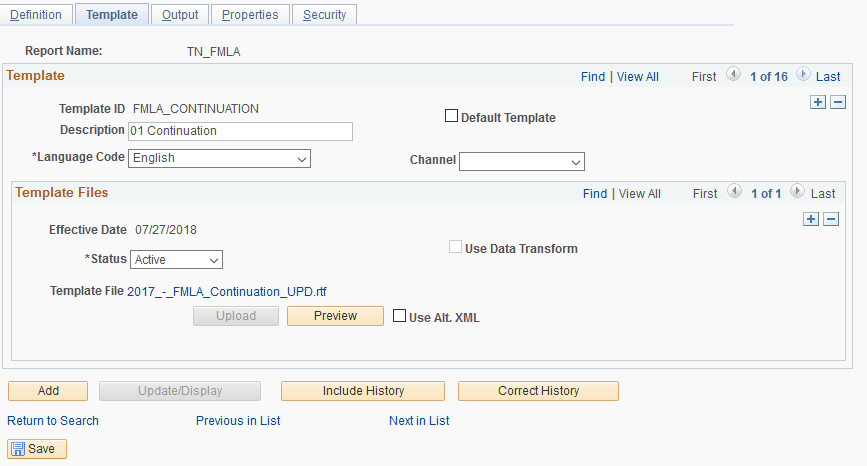 Definition Template Output Properties Security
Report Name: TN_FMLA
Template Find | View All First 1 of 16 Last
Template ID FMLA_CONTINUATION
Default Template
Description 01 Continuation
*Language Code English Channel
Template Files Find | View All First 1 of 1 Last
Effective Date 07/27/2018
Use Data Transform
*Status Active
Template File 2017_-_FMLA_Continuation_UPD.rtf
Upload Preview Use Alt. XML
Add Update/Display Include History Correct History
Return to Search Previous in List Next in List
Save